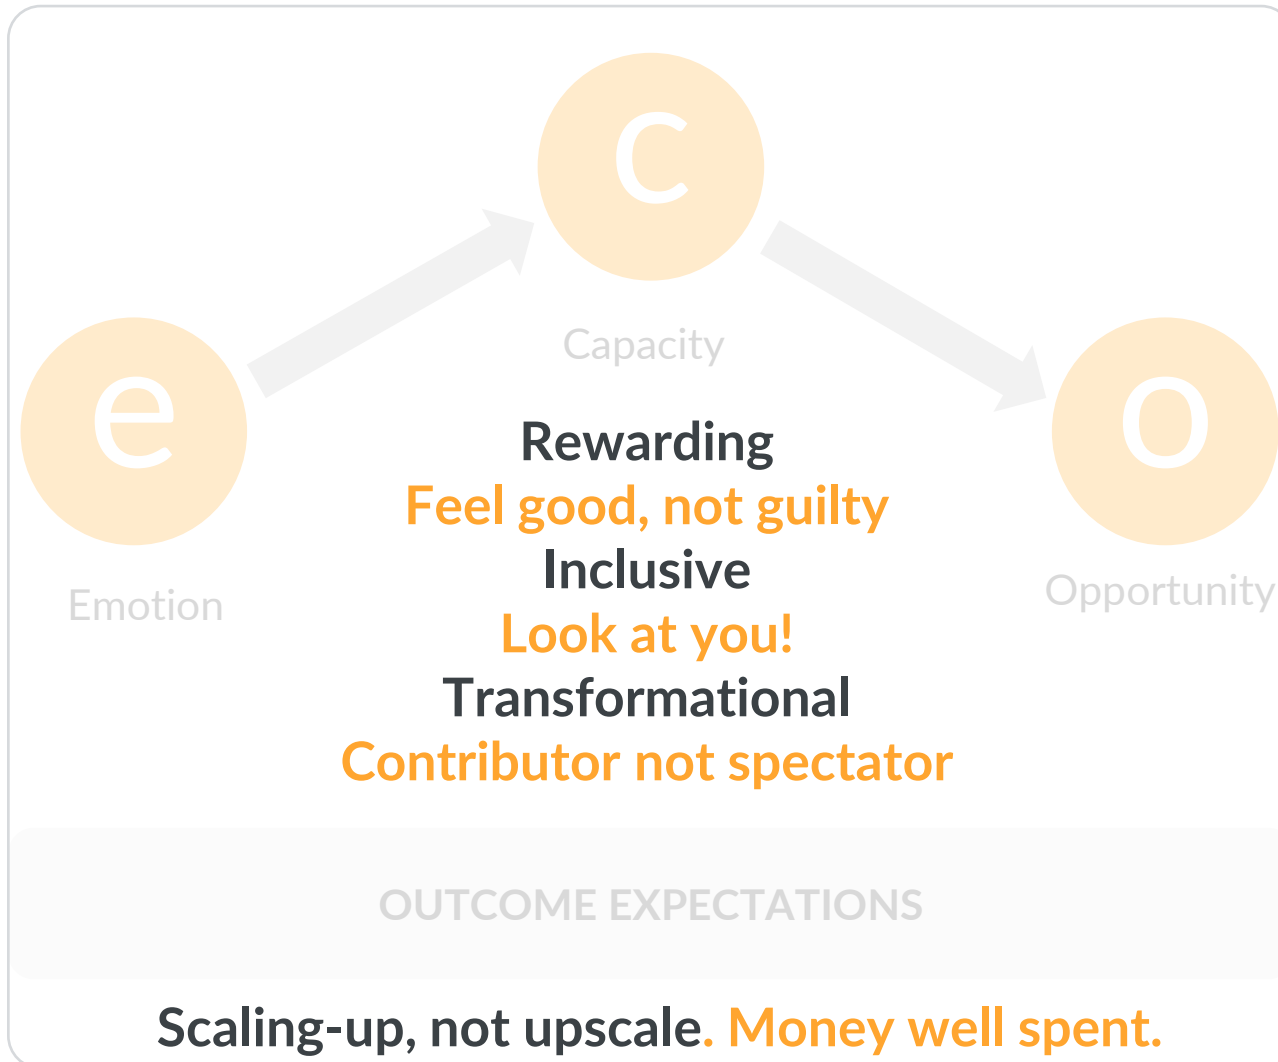 c
Capacity
e
Emotion
o
Opportunity
Rewarding
Feel good, not guilty
Inclusive
Look at you!
Transformational
Contributor not spectator
OUTCOME EXPECTATIONS
Scaling-up, not upscale. Money well spent.